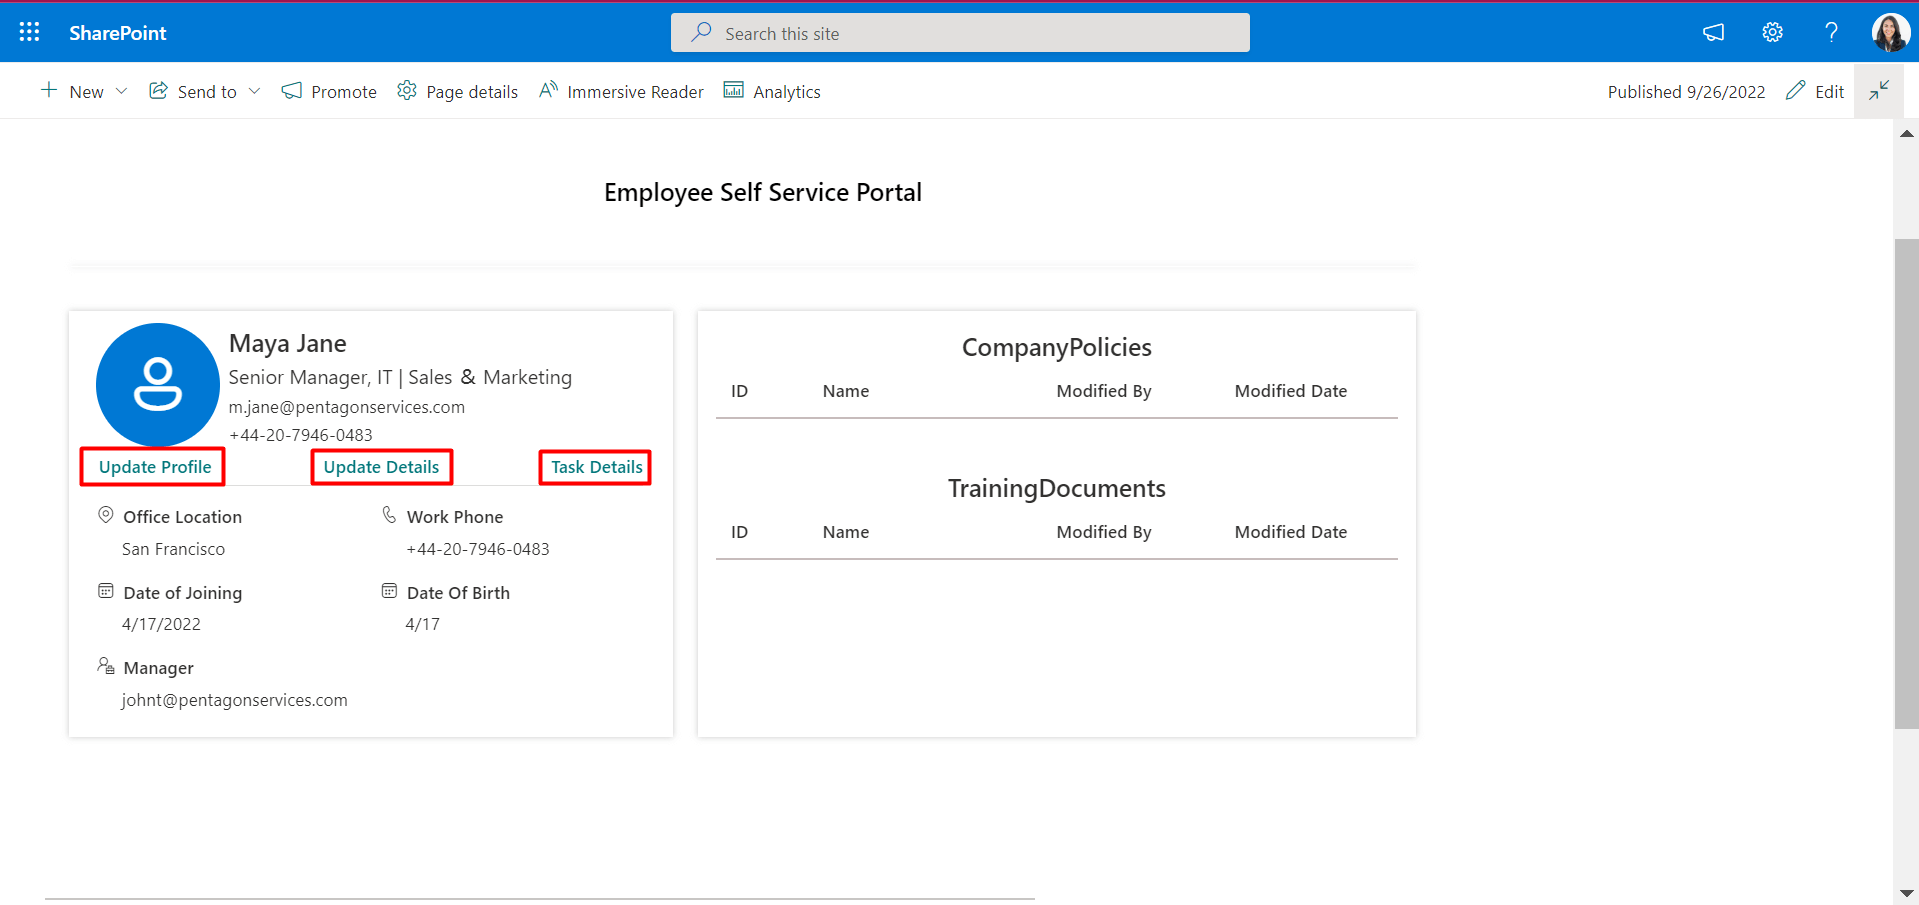 SharePoint
Search this site
New
Send to
Promote
Page details
Immersive Reader
Analytics
Published 9/26/2022
Edit
Employee Self Service Portal
Maya Jane
Senior Manager, IT | Sales & Marketing
m.jane@pentagonservices.com
+44-20-7946-0483
Update Profile
Update Details
Task Details
Office Location
San Francisco
Work Phone
+44-20-7946-0483
Date of Joining
4/17/2022
Date Of Birth
4/17
Manager
johnt@pentagonservices.com
CompanyPolicies
ID Name Modified By Modified Date
TrainingDocuments
ID Name Modified By Modified Date